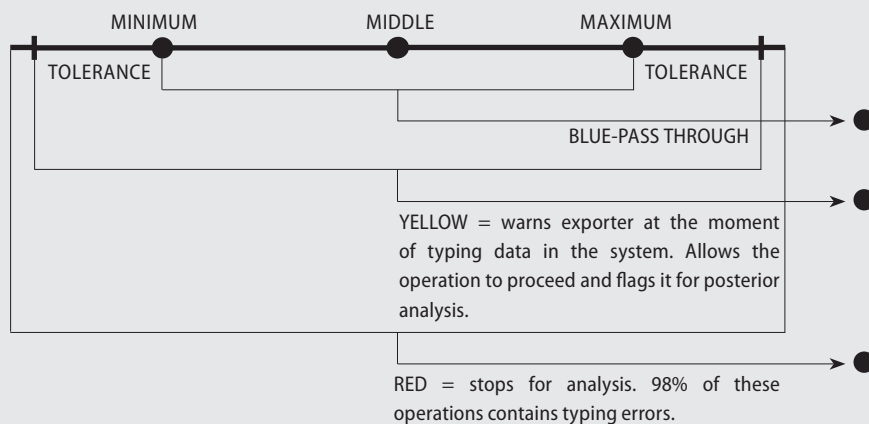 MINIMUM MIDDLE MAXIMUM
TOLERANCE TOLERANCE
BLUE-PASS THROUGH
YELLOW = warns exporter at the moment
of typing data in the system. Allows the
operation to proceed and flags it for posterior
analysis.
RED = stops for analysis. 98% of these
operations contains typing errors.